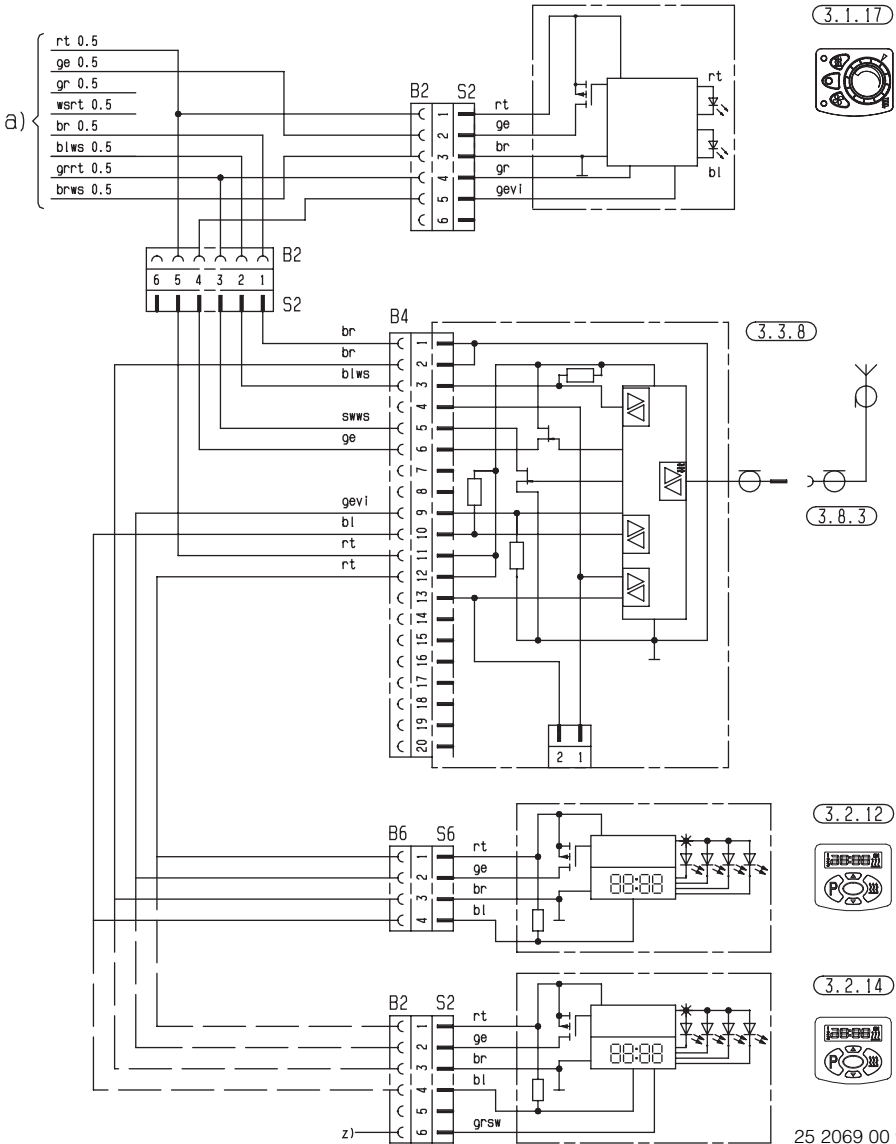 3.1.17
a)
rt 0.5
ge 0.5
gr 0.5
wsrt 0.5
br 0.5
blws 0.5
grrt 0.5
brws 0.5
B2 S2
1
2
3
4
5
6
rt
ge
br
gr
gevi
rt
bl
B2
6 5 4 3 2 1
S2
3.3.8
B4
br
br
blws
swws
ge
gevi
bl
rt
rt
1
2
3
4
5
6
7
8
9
10
11
12
13
14
15
16
17
18
19
20
2 1
3.8.3
3.2.12
B6 S6
1
2
3
4
rt
ge
br
bl
88:88
P
3.2.14
B2 S2
1
2
3
4
5
6
rt
ge
br
bl
grsw
z)
88:88
P
25 2069 00